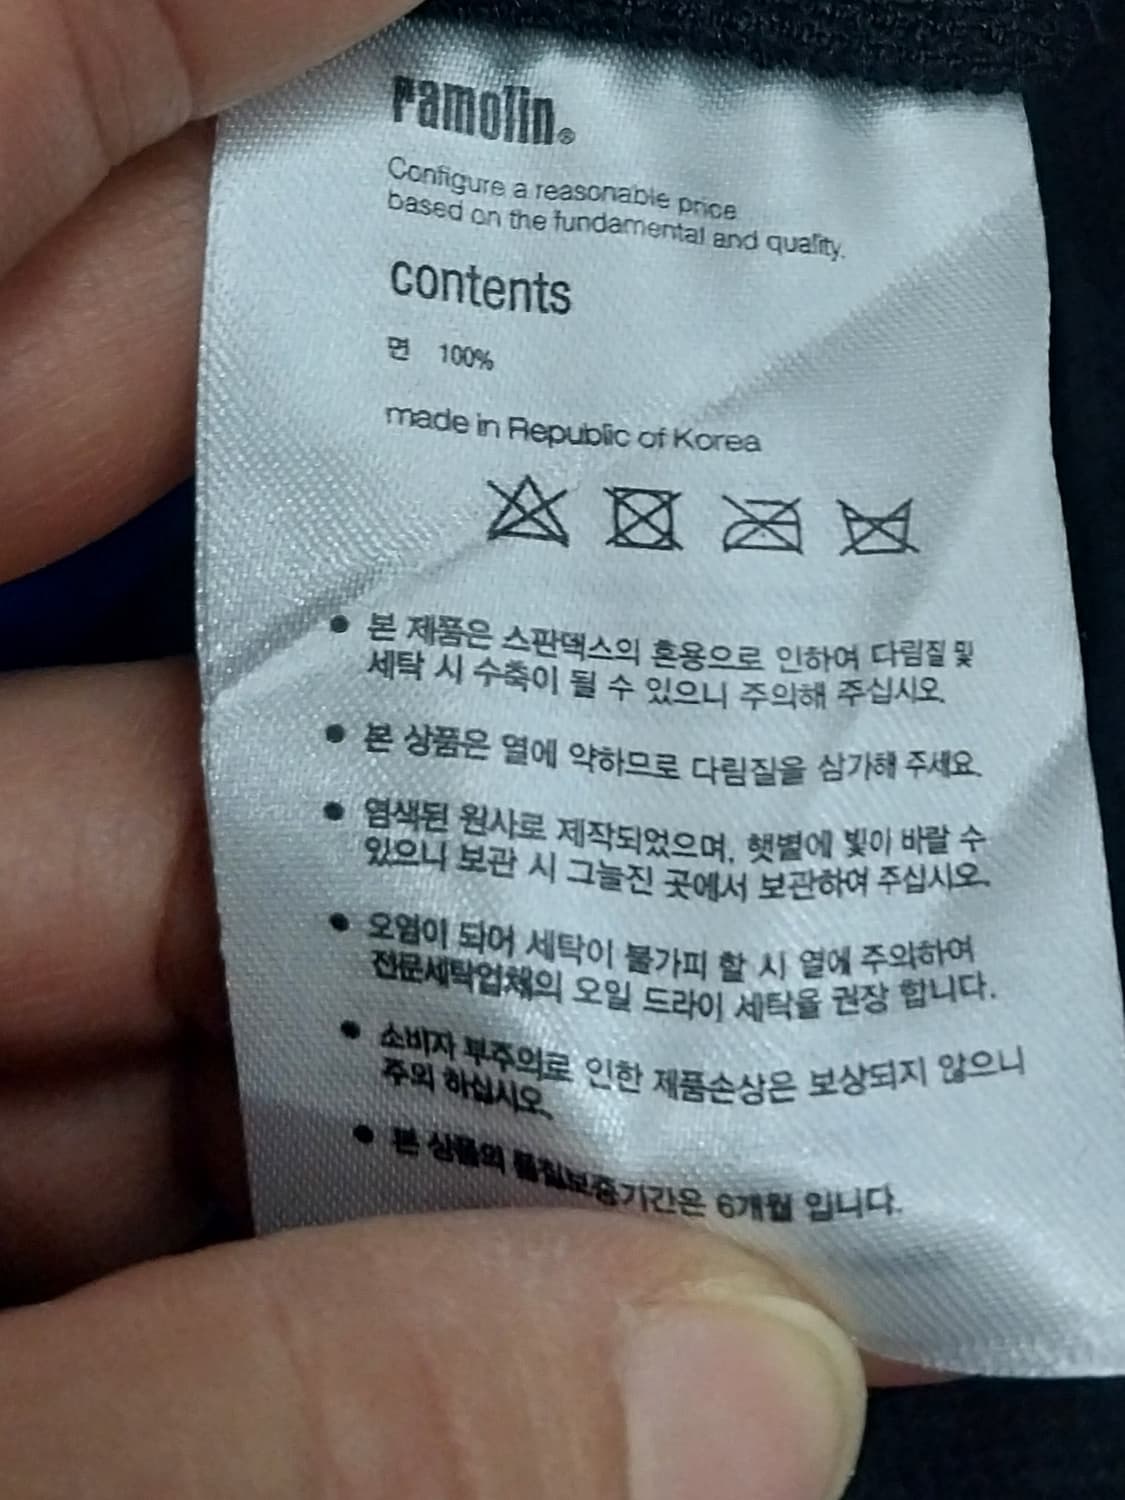 ramolin®
Configure a reasonable price
based on the fundamental and quality.
contents
면 100%
made in Republic of Korea
● 본 제품은 스판덱스의 혼용으로 인하여 다림질 및
세탁 시 수축이 될 수 있으니 주의해 주십시오.
● 본 상품은 열에 약하므로 다림질을 삼가해 주세요.
● 염색된 원사로 제작되었으며, 햇볕에 빛이 바랄 수
있으니 보관 시 그늘진 곳에서 보관하여 주십시오.
● 오염이 되어 세탁이 불가피 할 시 열에 주의하여
전문세탁업체의 오일 드라이 세탁을 권장 합니다.
● 소비자 부주의로 인한 제품손상은 보상되지 않으니
주의 하십시오.
● 본 상품의 품질보증기간은 6개월 입니다.